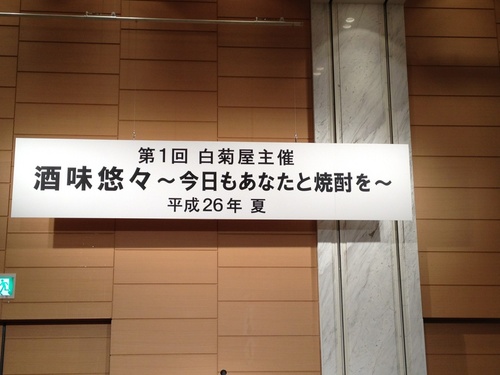 第1回 白菊屋主催
酒味悠々～今日もあなたと焼酎を～
平成26年 夏